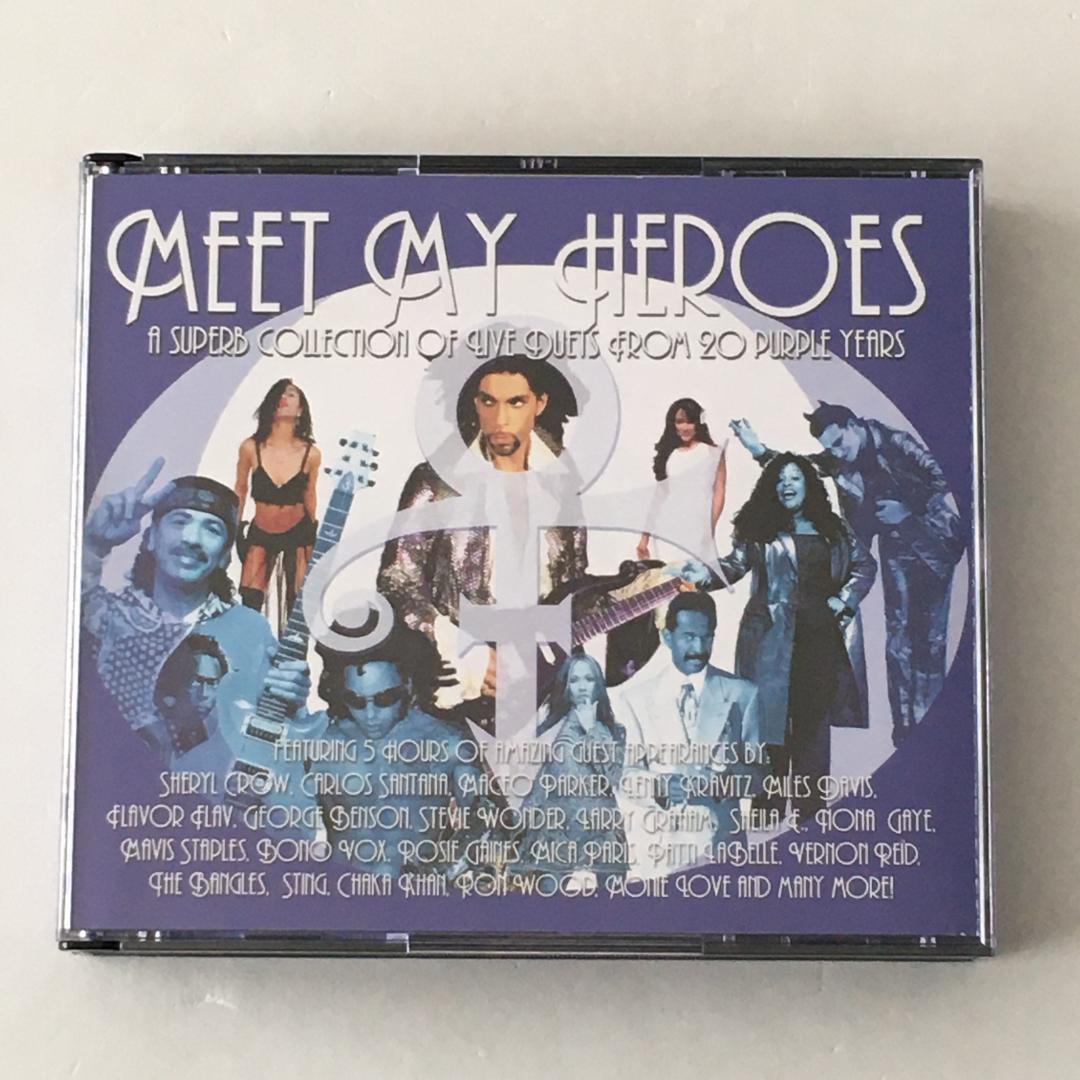 MEET MY HEROES
A SUPERB COLLECTION OF LIVE DUETS FROM 20 PURPLE YEARS
FEATURING 5 HOURS OF AMAZING GUEST APPEARANCES BY:
SHERYL CROW, CARLOS SANTANA, MACEO PARKER, LENNY KRAVITZ, MILES DAVIS,
FLAVOR FLAV, GEORGE BENSON, STEVIE WONDER, LARRY GRAHAM, SHEILA E., NONA GAYE,
MAVIS STAPLES, BONO VOX, ROSIE GAINES, MICA PARIS, PATTI LABELLE, VERNON REID,
THE BANGLES, STING, CHAKA KHAN, RON WOOD, MONIE LOVE AND MANY MORE!